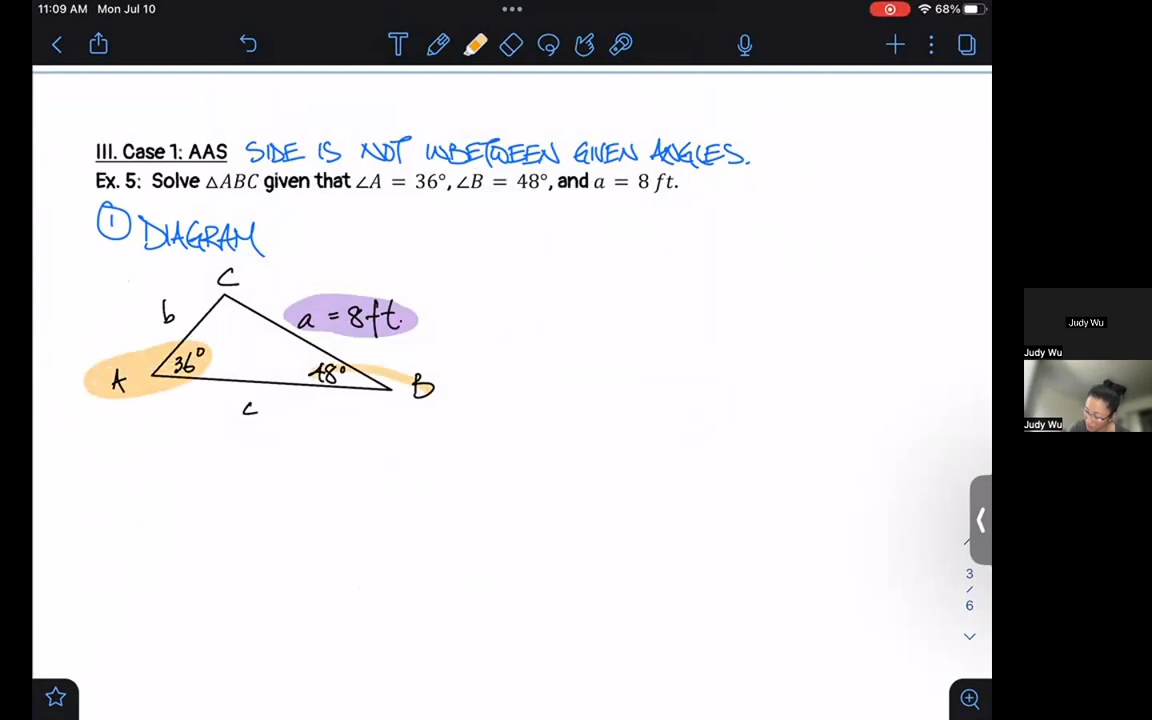 11:09 AM Mon Jul 10
68%
T
III. Case 1: AAS SIDE IS NOT INBETWEEN GIVEN ANGLES.
Ex. 5: Solve △ABC given that ∠A = 36°, ∠B = 48°, and a = 8 ft.
① DIAGRAM
C
b
a = 8ft.
36°
48°
A
B
c
Judy Wu
Judy Wu
Judy Wu
3
/
6